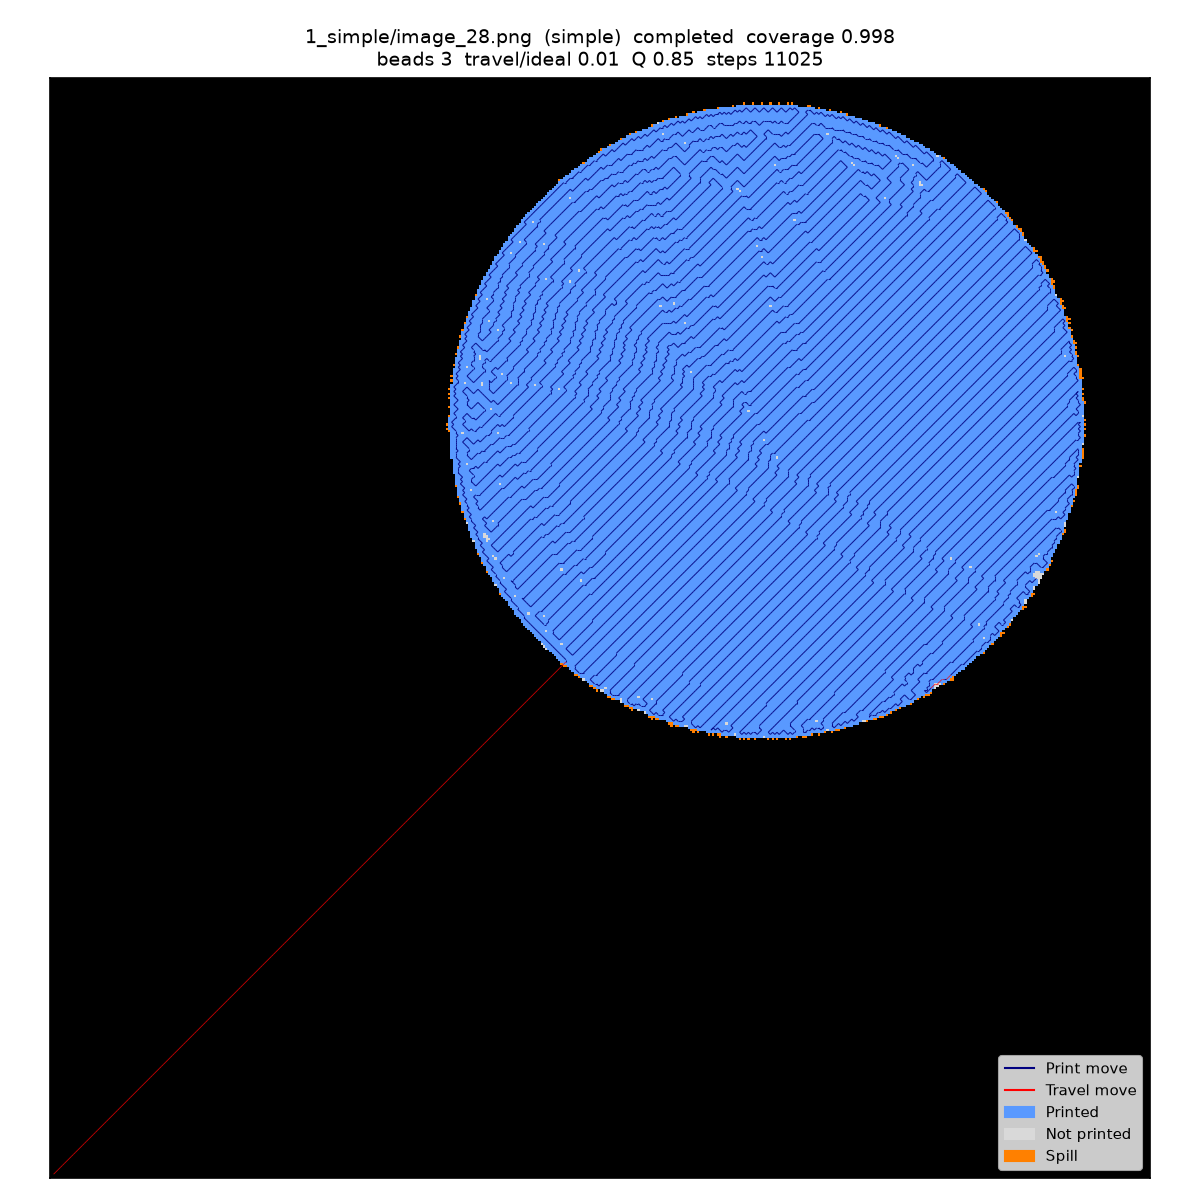 1_simple/image_28.png  (simple)  completed  coverage 0.998
beads 3  travel/ideal 0.01  Q 0.85  steps 11025
Print move
Travel move
Printed
Not printed
Spill